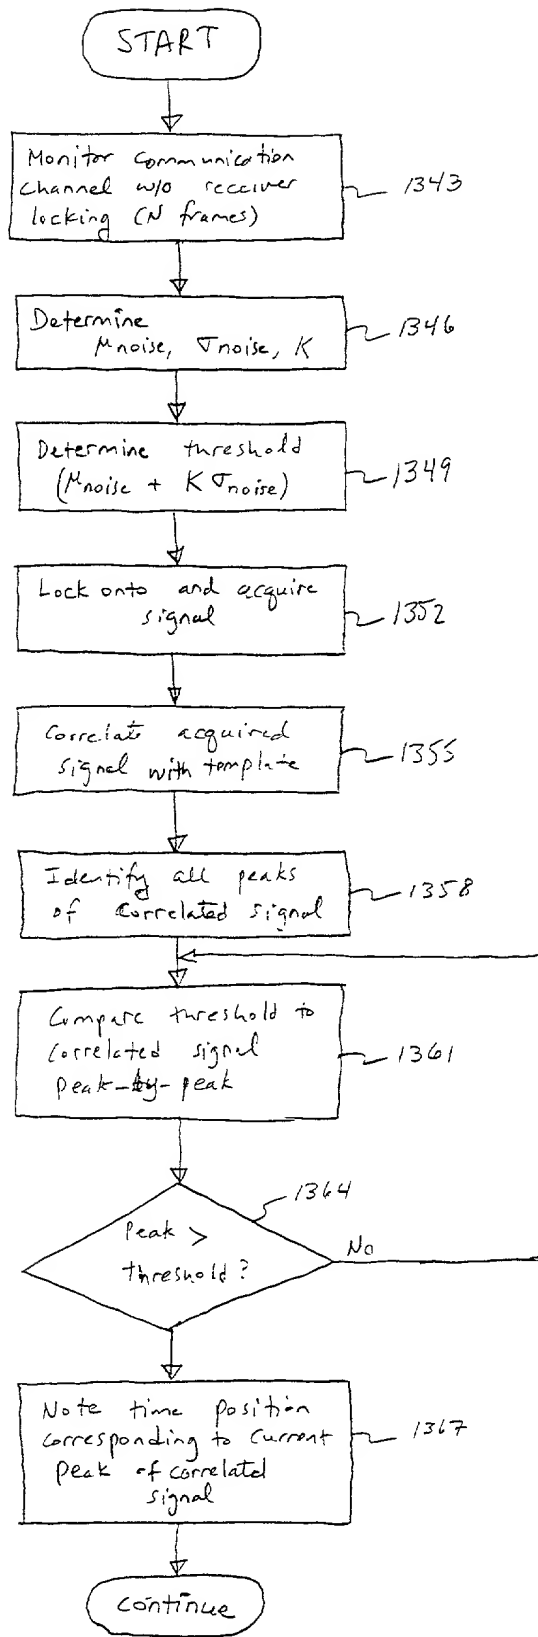 START
Monitor Communication
Channel w/o receiver
locking (N frames)
1343
Determine
μnoise, σnoise, K
1346
Determine threshold
(μnoise + K σnoise)
1349
Lock onto and acquire
signal
1352
Correlate acquired
signal with template
1355
Identify all peaks
of correlated signal
1358
Compare threshold to
correlated signal
peak-by-peak
1361
1364
Peak >
threshold?
No
Note time position
corresponding to current
peak of correlated
signal
1367
Continue